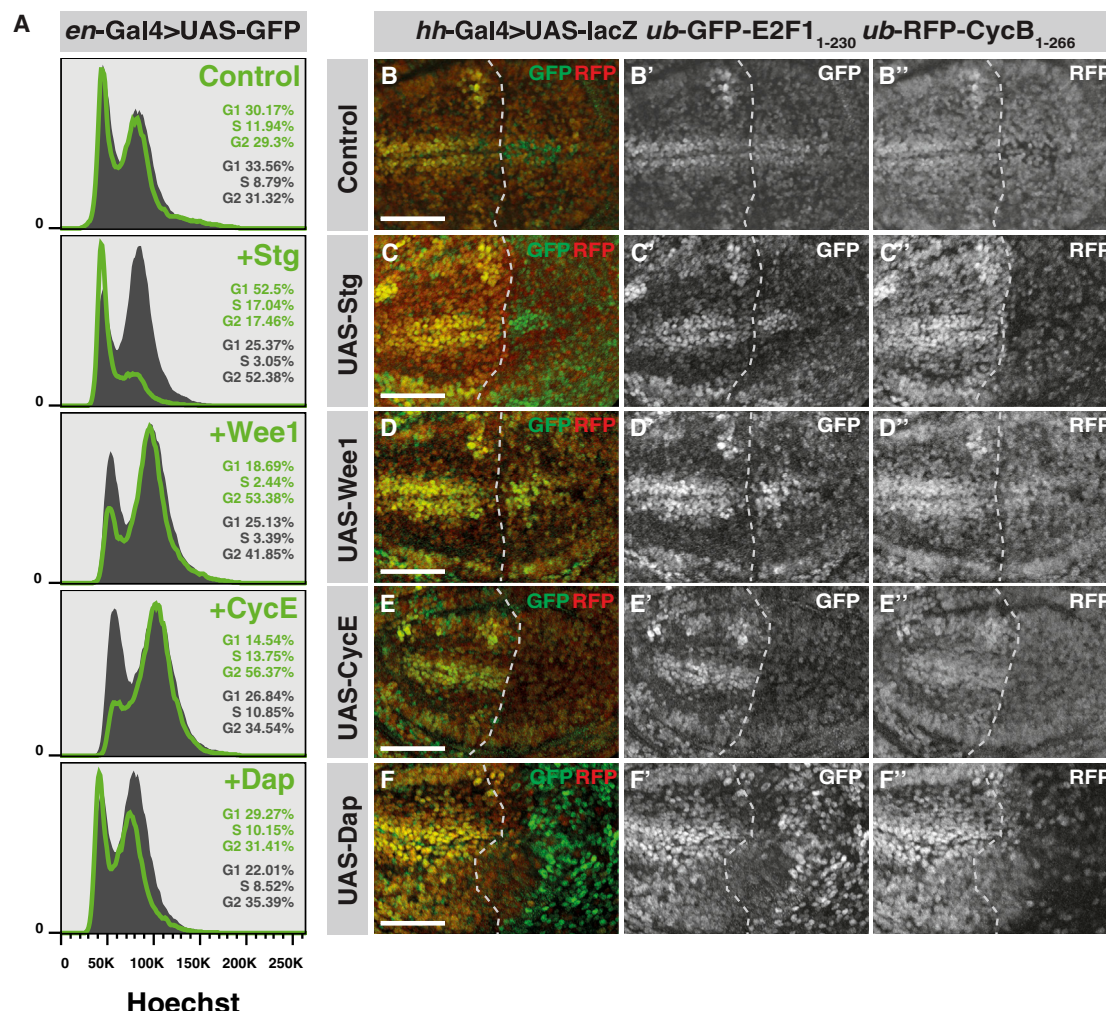 A
en-Gal4>UAS-GFP
hh-Gal4>UAS-lacZ ub-GFP-E2F1₁₋₂₃₀ ub-RFP-CycB₁₋₂₆₆
Control
G1 30.17%
S 11.94%
G2 29.3%
G1 33.56%
S 8.79%
G2 31.32%
0
+Stg
G1 52.5%
S 17.04%
G2 17.46%
G1 25.37%
S 3.05%
G2 52.38%
0
+Wee1
G1 18.69%
S 2.44%
G2 53.38%
G1 25.13%
S 3.39%
G2 41.85%
0
+CycE
G1 14.54%
S 13.75%
G2 56.37%
G1 26.84%
S 10.85%
G2 34.54%
0
+Dap
G1 29.27%
S 10.15%
G2 31.41%
G1 22.01%
S 8.52%
G2 35.39%
0
0 50K 100K 150K 200K 250K
Hoechst
Control
B GFP RFP
B' GFP
B'' RFP
UAS-Stg
C GFP RFP
C' GFP
C'' RFP
UAS-Wee1
D GFP RFP
D' GFP
D'' RFP
UAS-CycE
E GFP RFP
E' GFP
E'' RFP
UAS-Dap
F GFP RFP
F' GFP
F'' RFP